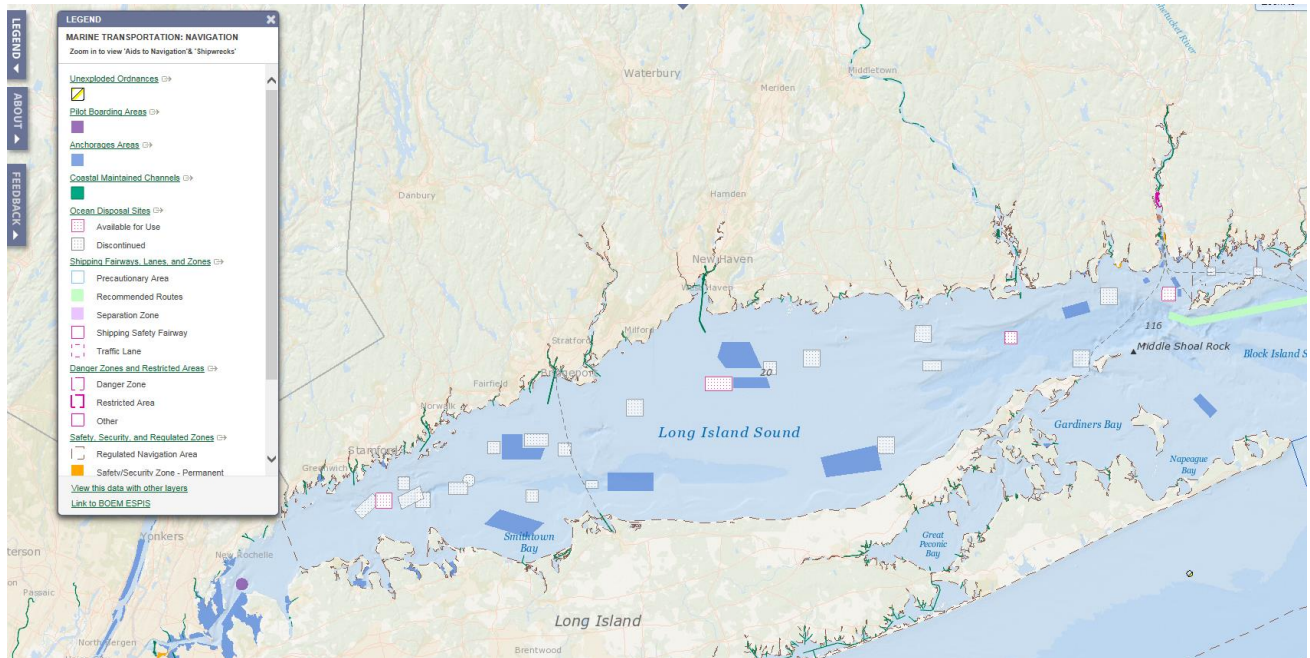 LEGEND
ABOUT
FEEDBACK
LEGEND
MARINE TRANSPORTATION: NAVIGATION
Zoom in to view 'Aids to Navigation'& 'Shipwrecks'
Unexploded Ordnances
Pilot Boarding Areas
Anchorages Areas
Coastal Maintained Channels
Ocean Disposal Sites
Available for Use
Discontinued
Shipping Fairways, Lanes, and Zones
Precautionary Area
Recommended Routes
Separation Zone
Shipping Safety Fairway
Traffic Lane
Danger Zones and Restricted Areas
Danger Zone
Restricted Area
Other
Safety, Security, and Regulated Zones
Regulated Navigation Area
Safety/Security Zone - Permanent
View this data with other layers
Link to BOEM ESPIS
Waterbury
Meriden
Middletown
Danbury
Hamden
New Haven
West Haven
Milford
Stratford
Bridgeport
Fairfield
Norwalk
Stamford
Greenwich
20
116
Middle Shoal Rock
Block Island S
Long Island Sound
Gardiners Bay
Napeague
Bay
Great
Peconic
Bay
Smithtown
Bay
Yonkers
New Rochelle
terson
Passaic
North Bergen
Long Island
Brentwood